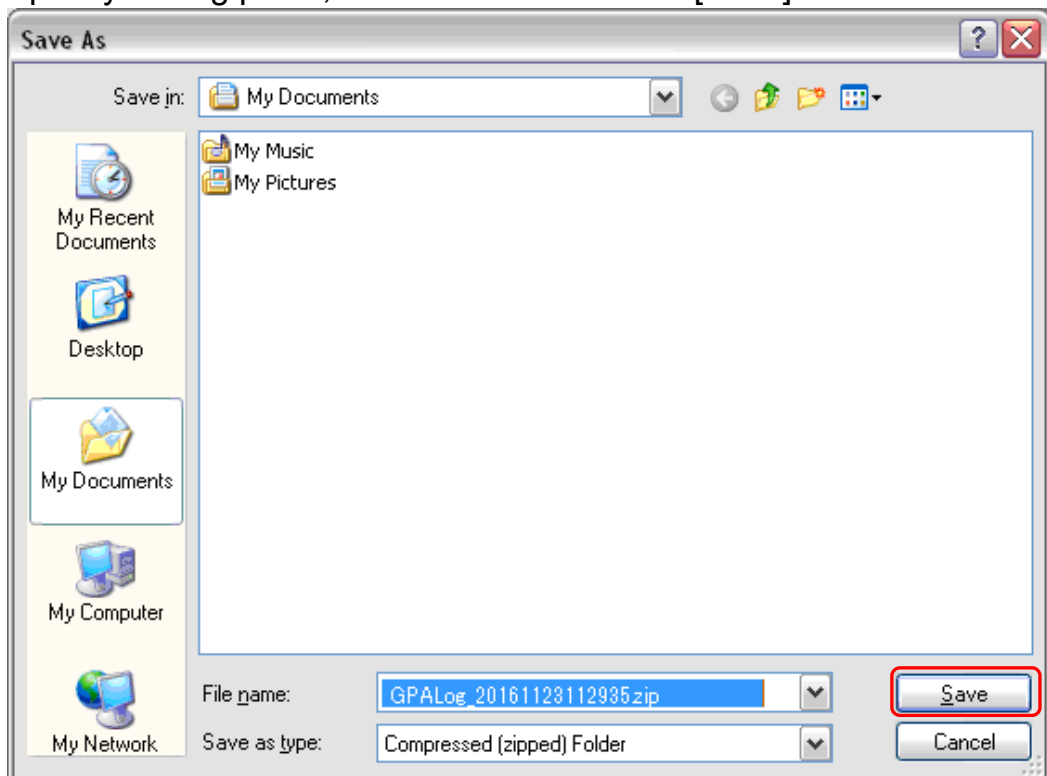 Save As
Save in: My Documents
My Music
My Pictures
My Recent
Documents
Desktop
My Documents
My Computer
My Network
File name: GPALog_20161123112935.zip
Save
Save as type: Compressed (zipped) Folder
Cancel